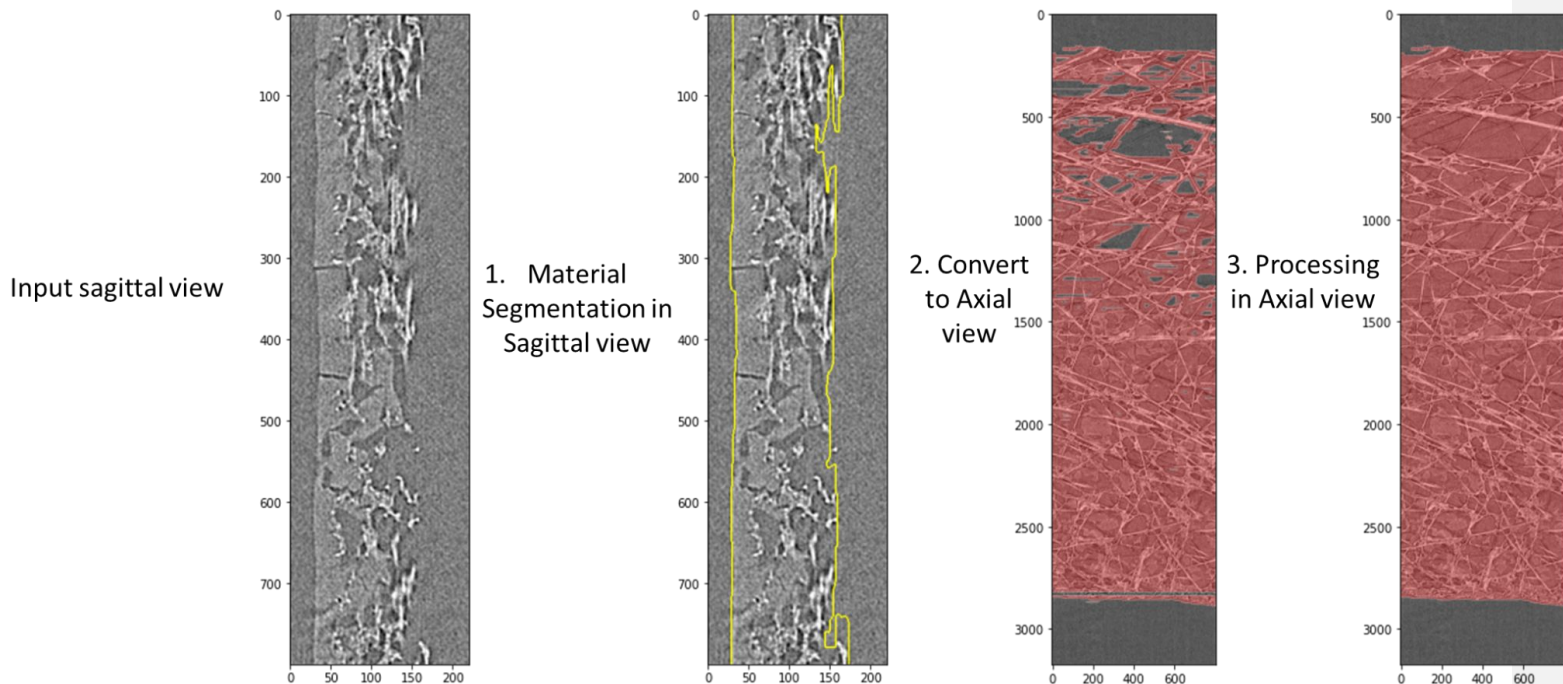 Input sagittal view
0
100
200
300
400
500
600
700
0 50 100 150 200
1. Material
Segmentation in
Sagittal view
0
100
200
300
400
500
600
700
0 50 100 150 200
2. Convert
to Axial
view
0
500
1000
1500
2000
2500
3000
0 200 400 600
3. Processing
in Axial view
0
500
1000
1500
2000
2500
3000
0 200 400 600